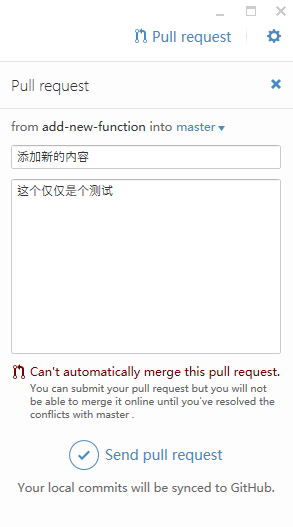 Pull request
Pull request
from add-new-function into master
添加新的内容
这个仅仅是个测试
Can't automatically merge this pull request.
You can submit your pull request but you will not
be able to merge it online until you've resolved the
conflicts with master .
Send pull request
Your local commits will be synced to GitHub.